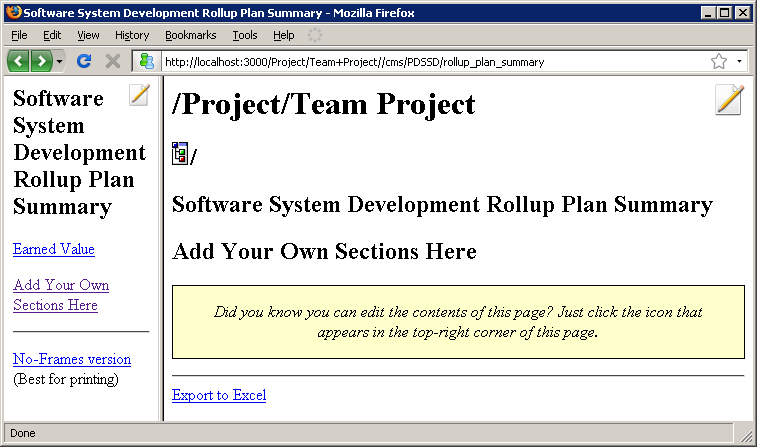 Software System Development Rollup Plan Summary - Mozilla Firefox
File Edit View History Bookmarks Tools Help
http://localhost:3000/Project/Team+Project//cms/PDSSD/rollup_plan_summary
Software
System
Development
Rollup Plan
Summary
Earned Value
Add Your Own
Sections Here
No-Frames version
(Best for printing)
/Project/Team Project
/
Software System Development Rollup Plan Summary
Add Your Own Sections Here
Did you know you can edit the contents of this page? Just click the icon that
appears in the top-right corner of this page.
Export to Excel
Done